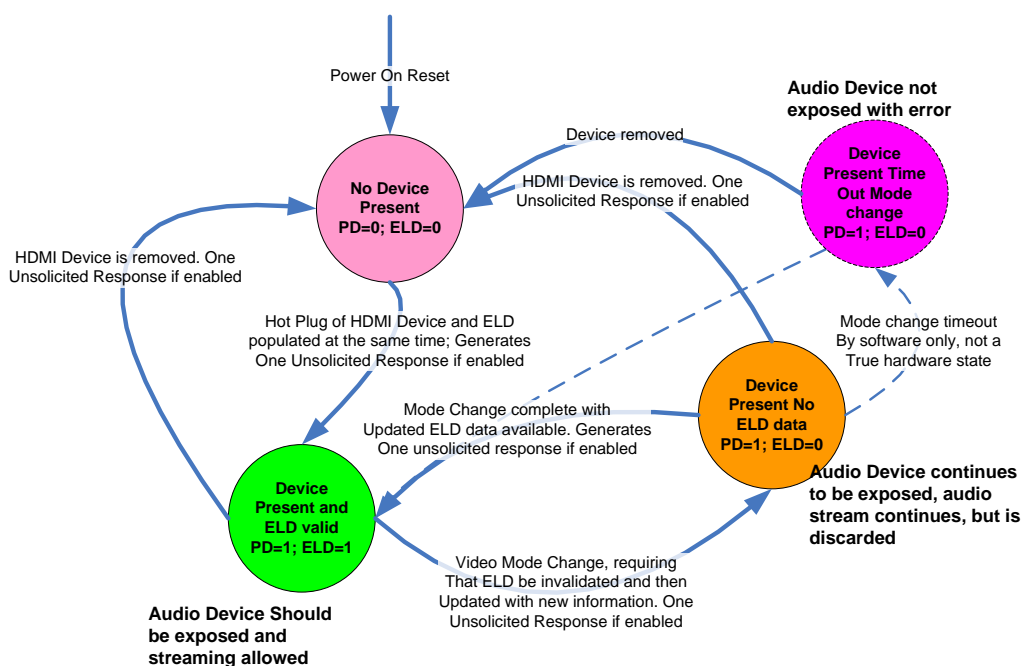 Power On Reset
Audio Device not
exposed with error
Device removed
HDMI Device is removed. One
Unsolicited Response if enabled
No Device
Present
PD=0; ELD=0
Device
Present Time
Out Mode
change
PD=1; ELD=0
HDMI Device is removed. One
Unsolicited Response if enabled
Hot Plug of HDMI Device and ELD
populated at the same time; Generates
One Unsolicited Response if enabled
Mode change timeout
By software only, not a
True hardware state
Mode Change complete with
Updated ELD data available. Generates
One unsolicited response if enabled
Device
Present No
ELD data
PD=1; ELD=0
Audio Device continues
to be exposed, audio
stream continues, but is
discarded
Device
Present and
ELD valid
PD=1; ELD=1
Video Mode Change, requiring
That ELD be invalidated and then
Updated with new information. One
Unsolicited Response if enabled
Audio Device Should
be exposed and
streaming allowed